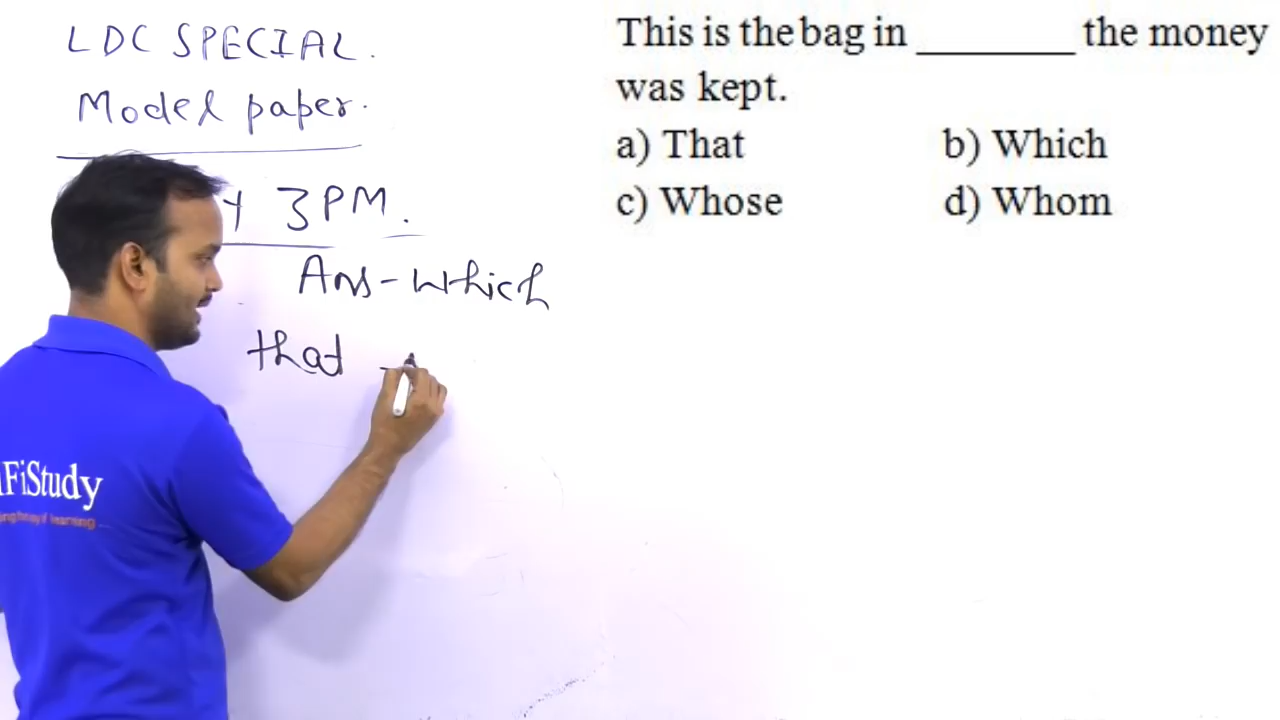 LDC SPECIAL.
Model paper.
3PM.
Ans - Which
that
FiStudy
This is the bag in ________ the money
was kept.
a) That b) Which
c) Whose d) Whom